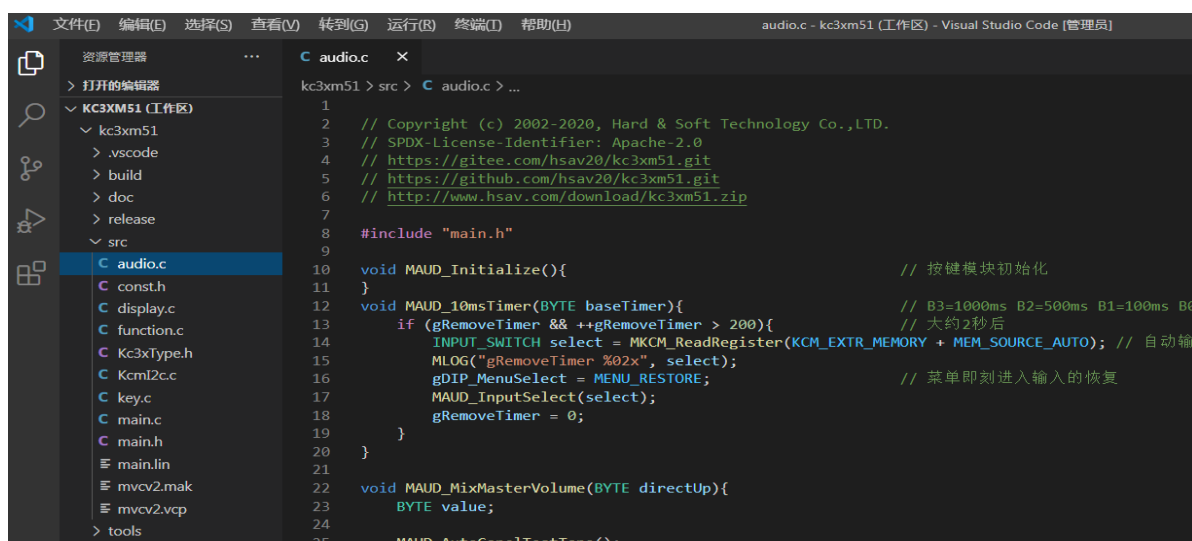 文件(F) 编辑(E) 选择(S) 查看(V) 转到(G) 运行(R) 终端(T) 帮助(H) audio.c - kc3xm51 (工作区) - Visual Studio Code [管理员]
资源管理器 ···
打开的编辑器
KC3XM51 (工作区)
kc3xm51
.vscode
build
doc
release
src
C audio.c
C const.h
C display.c
C function.c
C Kc3xType.h
C KcmI2c.c
C key.c
C main.c
C main.h
main.lin
mvcv2.mak
mvcv2.vcp
tools
C audio.c ×
kc3xm51 > src > C audio.c > ...
1
2 // Copyright (c) 2002-2020, Hard & Soft Technology Co.,LTD.
3 // SPDX-License-Identifier: Apache-2.0
4 // https://gitee.com/hsav20/kc3xm51.git
5 // https://github.com/hsav20/kc3xm51.git
6 // http://www.hsav.com/download/kc3xm51.zip
7
8 #include "main.h"
9
10 void MAUD_Initialize(){ // 按键模块初始化
11 }
12 void MAUD_10msTimer(BYTE baseTimer){ // B3=1000ms B2=500ms B1=100ms
13 if (gRemoveTimer && ++gRemoveTimer > 200){ // 大约2秒后
14 INPUT_SWITCH select = MKCM_ReadRegister(KCM_EXTR_MEMORY + MEM_SOURCE_AUTO); // 自动输
15 MLOG("gRemoveTimer %02x", select);
16 gDIP_MenuSelect = MENU_RESTORE; // 菜单即刻进入输入的恢复
17 MAUD_InputSelect(select);
18 gRemoveTimer = 0;
19 }
20 }
21
22 void MAUD_MixMasterVolume(BYTE directUp){
23 BYTE value;
24